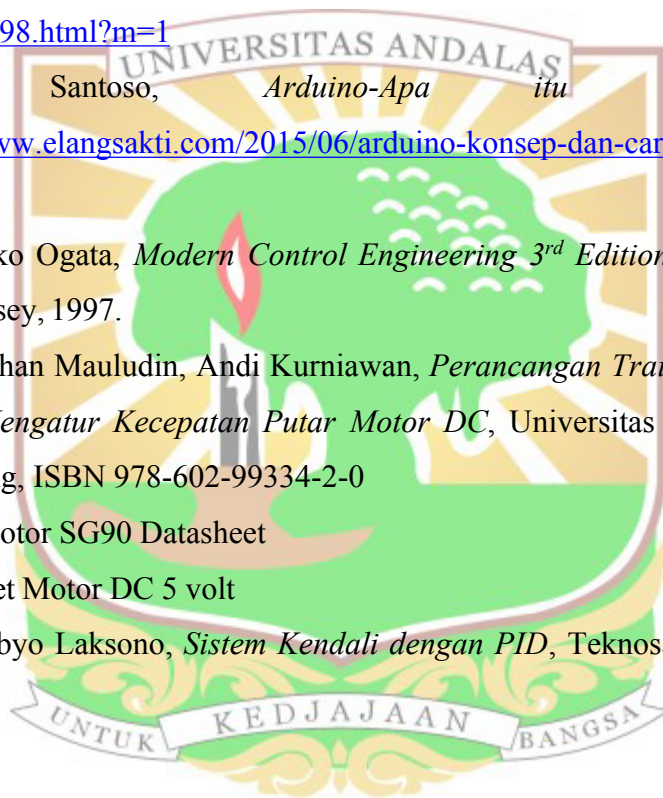 98.html?m=1
UNIVERSITAS ANDALAS
Santoso, Arduino-Apa itu
ww.elangsakti.com/2015/06/arduino-konsep-dan-car
ko Ogata, Modern Control Engineering 3rd Edition
sey, 1997.
han Mauludin, Andi Kurniawan, Perancangan Trai
Mengatur Kecepatan Putar Motor DC, Universitas
g, ISBN 978-602-99334-2-0
otor SG90 Datasheet
et Motor DC 5 volt
byo Laksono, Sistem Kendali dengan PID, Teknosa
UNTUK KEDJAJAAN BANGSA